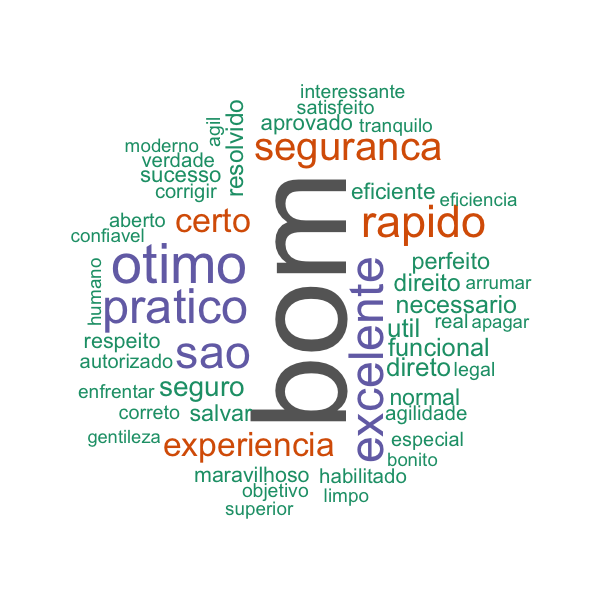 interessante
satisfeito
aprovado
tranquilo
agil
resolvido
moderno
seguranca
verdade
sucesso
corrigir
eficiente
eficiencia
aberto
certo
bom
rapido
confiavel
otimo
perfeito
humano
direito
arrumar
pratico
excelente
necessario
util
real
apagar
respeito
sao
funcional
autorizado
direto
legal
enfrentar
seguro
normal
correto
salvar
agilidade
gentileza
experiencia
especial
bonito
maravilhoso
habilitado
objetivo
limpo
superior